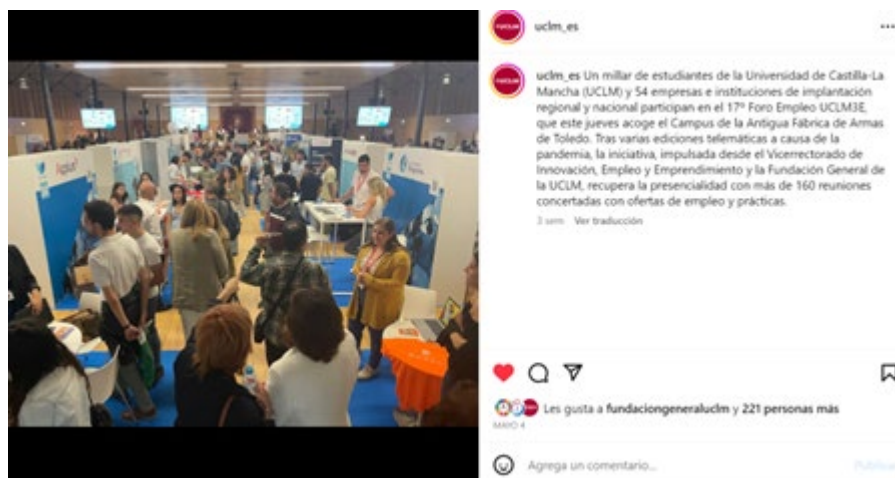 uclm_es
uclm_es Un millar de estudiantes de la Universidad de Castilla-La
Mancha (UCLM) y 54 empresas e instituciones de implantación
regional y nacional participan en el 17º Foro Empleo UCLM3E,
que este jueves acoge el Campus de la Antigua Fábrica de Armas
de Toledo. Tras varias ediciones telemáticas a causa de la
pandemia, la iniciativa, impulsada desde el Vicerrectorado de
Innovación, Empleo y Emprendimiento y la Fundación General de
la UCLM, recupera la presencialidad con más de 160 reuniones
concertadas con ofertas de empleo y prácticas.
3 sem Ver traducción
Les gusta a fundaciongeneraluclm y 221 personas más
MAYO 4
Agrega un comentario...
Publicar